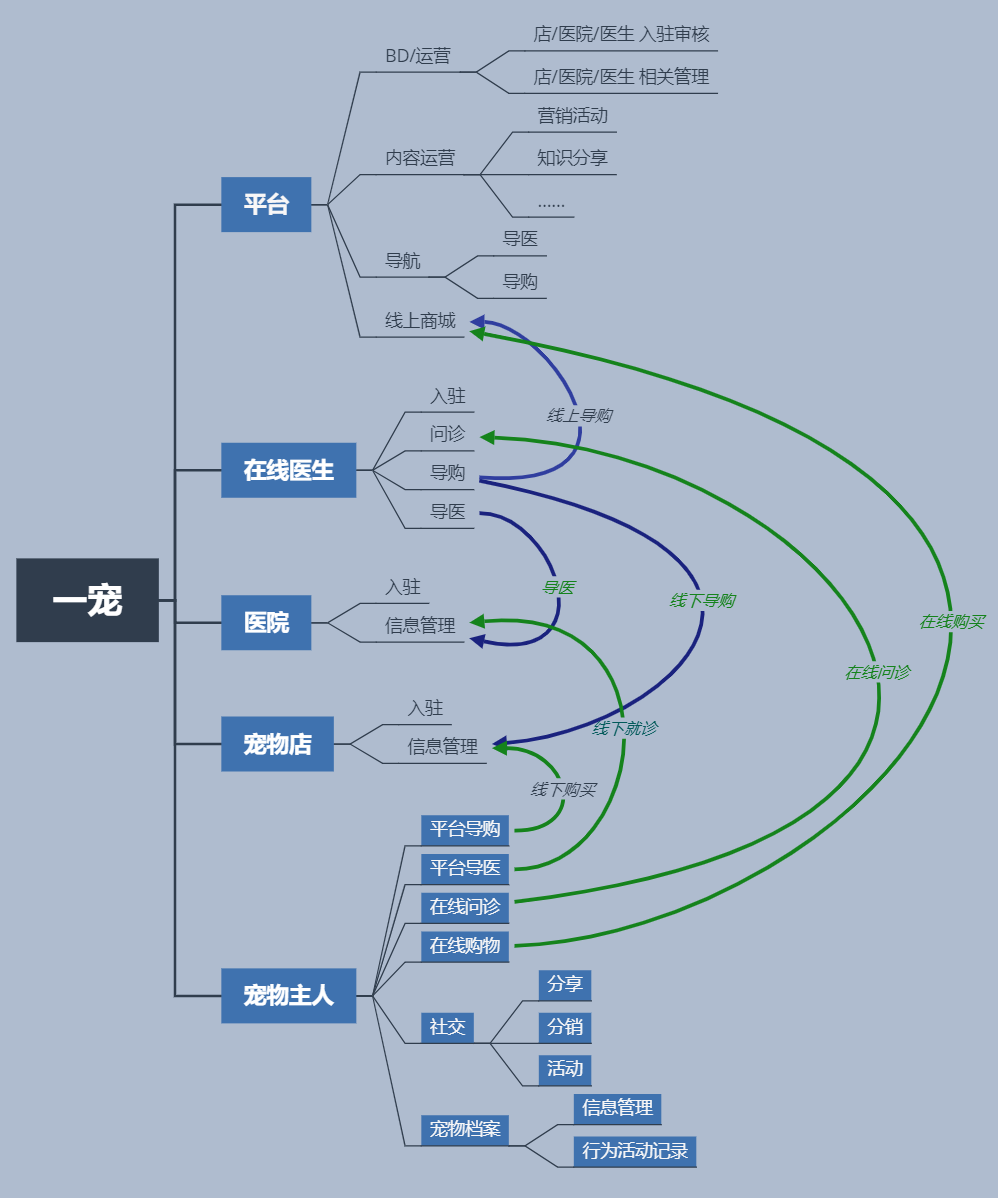 一宠
平台
BD/运营
店/医院/医生 入驻审核
店/医院/医生 相关管理
内容运营
营销活动
知识分享
......
导航
导医
导购
线上商城
在线医生
入驻
问诊
导购
导医
医院
入驻
信息管理
宠物店
入驻
信息管理
宠物主人
平台导购
平台导医
在线问诊
在线购物
社交
分享
分销
活动
宠物档案
信息管理
行为活动记录
线上导购
导医
线下导购
在线购买
在线问诊
线下就诊
线下购买